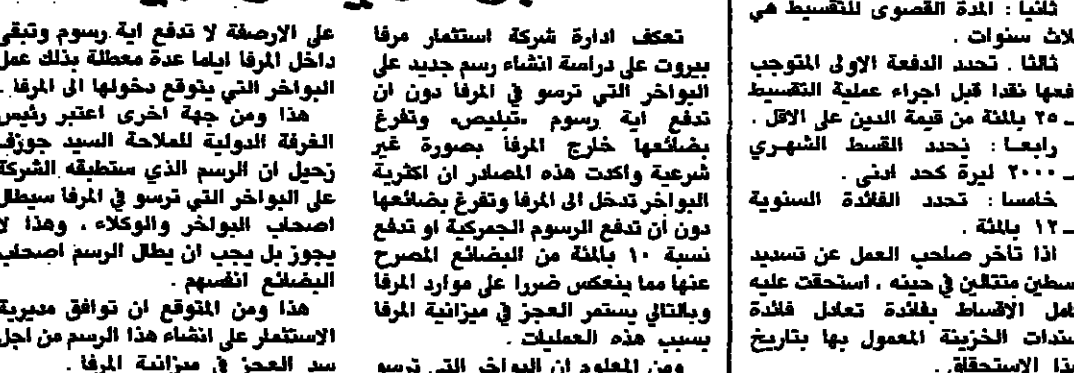 ثانيا : المدة القصوى للتقسيط هي
لاث سنوات .
ثالثا . تحدد الدفعة الاولى المتوجب
فعها نقدا قبل اجراء عملية التقسيط
ـ ٢٥ بالمئة من قيمة الدين على الاقل .
رابعا : يحدد القسط الشهري
ـ ٢٠٠٠ ليرة كحد ادنى .
خامسا : تحدد الفائدة السنوية
ـ ١٢ بالمئة .
اذا تأخر صاحب العمل عن تسديد
سطين متتالين في حينه ، استحقت عليه
امل الاقساط بفائدة تعادل فائدة
ستدات الخزينة المعمول بها بتاريخ
ذا الاستحقاق .
تعكف ادارة شركة استثمار مرفا
بيروت على دراسة انشاء رسم جديد على
البواخر التي ترسو في المرفا دون ان
تدفع اية رسوم .تبليص. وتفرغ
بضائعها خارج المرفأ بصورة غير
شرعية واكدت هذه المصادر ان اكثرية
البواخر تدخل الى المرفا وتفرغ بضائعها
دون أن تدفع الرسوم الجمركية او تدفع
نسبة ١٠ بالمئة من البضائع المصرح
عنها مما ينعكس ضررا على موارد المرفا
وبالتالي يستمر العجز في ميزانية المرفا
بسبب هذه العمليات .
ومن المعلوم ان البواخر التي ترسو
على الارصفة لا تدفع اية رسوم وتبقى
داخل المرفا اياما عدة معطلة بذلك عمل
البواخر التي يتوقع دخولها الى المرفا .
هذا ومن جهة اخرى اعتبر رئيس
الغرفة الدولية للملاحة السيد جوزف
زحيل ان الرسم الذي ستطبقه الشركة
على البواخر التي ترسو في المرفا سيطال
اصحاب البواخر والوكلاء ، وهذا لا
يجوز بل يجب ان يطال الرسم اصحاب
البضائع انفسهم .
هذا ومن المتوقع ان توافق مديرية
الاستثمار على انشاء هذا الرسم من اجل
سد العجز في ميزانية المرفا .